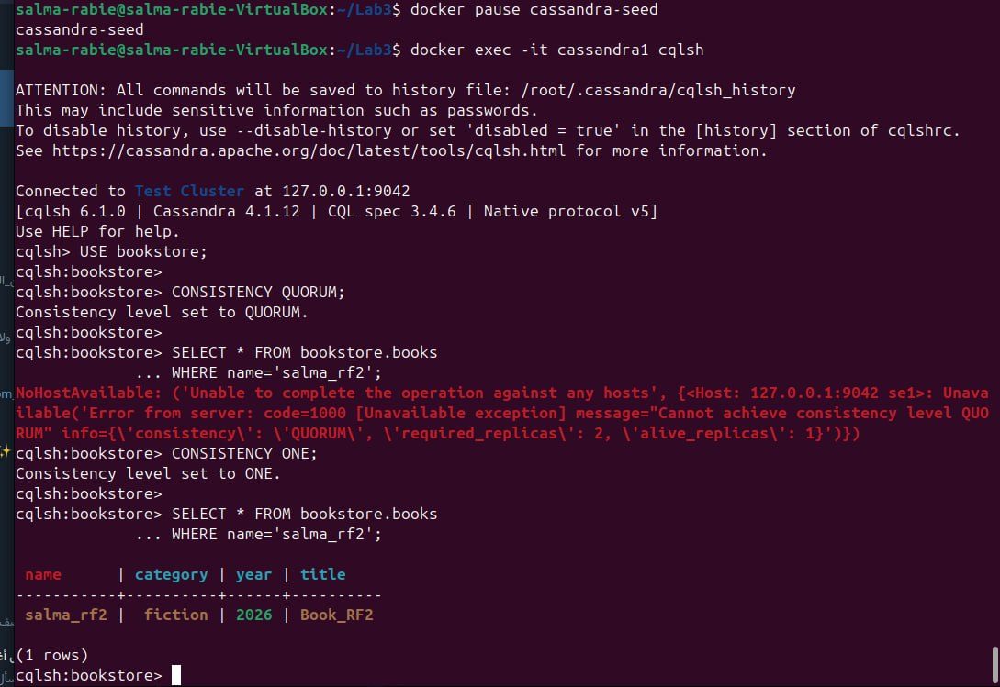 salma-rabie@salma-rabie-VirtualBox:~/Lab3$ docker pause cassandra-seed
cassandra-seed
salma-rabie@salma-rabie-VirtualBox:~/Lab3$ docker exec -it cassandra1 cqlsh
ATTENTION: All commands will be saved to history file: /root/.cassandra/cqlsh_history
This may include sensitive information such as passwords.
To disable history, use --disable-history or set 'disabled = true' in the [history] section of cqlshrc.
See https://cassandra.apache.org/doc/latest/tools/cqlsh.html for more information.
Connected to Test Cluster at 127.0.0.1:9042
[cqlsh 6.1.0 | Cassandra 4.1.12 | CQL spec 3.4.6 | Native protocol v5]
Use HELP for help.
cqlsh> USE bookstore;
cqlsh:bookstore>
cqlsh:bookstore> CONSISTENCY QUORUM;
Consistency level set to QUORUM.
cqlsh:bookstore>
cqlsh:bookstore> SELECT * FROM bookstore.books
... WHERE name='salma_rf2';
NoHostAvailable: ('Unable to complete the operation against any hosts', {<Host: 127.0.0.1:9042 se1>: Unava
ilable('Error from server: code=1000 [Unavailable exception] message="Cannot achieve consistency level QUO
RUM" info={\'consistency\': \'QUORUM\', \'required_replicas\': 2, \'alive_replicas\': 1}')})
cqlsh:bookstore> CONSISTENCY ONE;
Consistency level set to ONE.
cqlsh:bookstore>
cqlsh:bookstore> SELECT * FROM bookstore.books
... WHERE name='salma_rf2';
name | category | year | title
-----------+----------+------+----------
salma_rf2 | fiction | 2026 | Book_RF2
(1 rows)
cqlsh:bookstore>